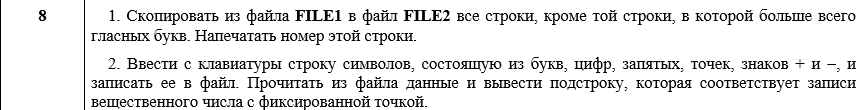 8
1. Скопировать из файла FILE1 в файл FILE2 все строки, кроме той строки, в которой больше всего
гласных букв. Напечатать номер этой строки.
2. Ввести с клавиатуры строку символов, состоящую из букв, цифр, запятых, точек, знаков + и –, и
записать ее в файл. Прочитать из файла данные и вывести подстроку, которая соответствует записи
вещественного числа с фиксированной точкой.